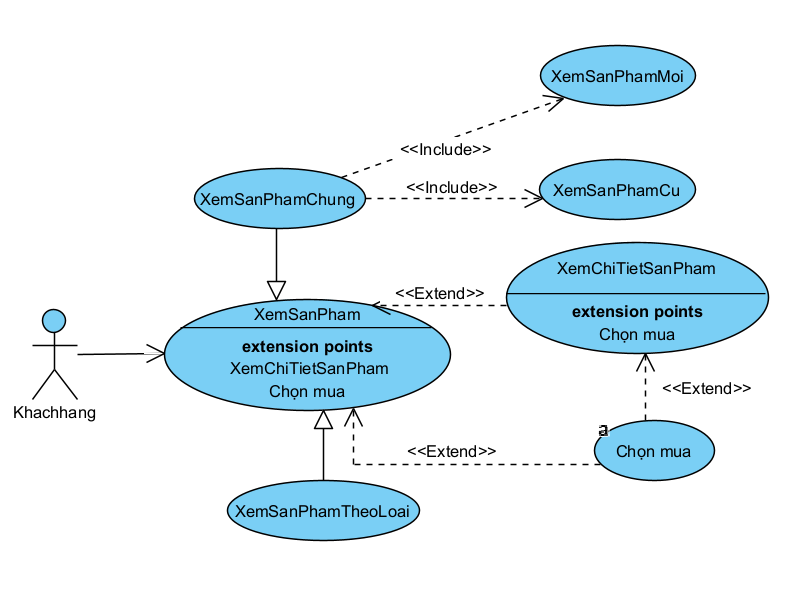 XemSanPhamMoi
<<Include>>
<<Include>>
XemSanPhamCu
XemSanPhamChung
XemChiTietSanPham
<<Extend>>
extension points
Chọn mua
XemSanPham
extension points
XemChiTietSanPham
Chọn mua
Khachhang
<<Extend>>
<<Extend>>
Chọn mua
XemSanPhamTheoLoai